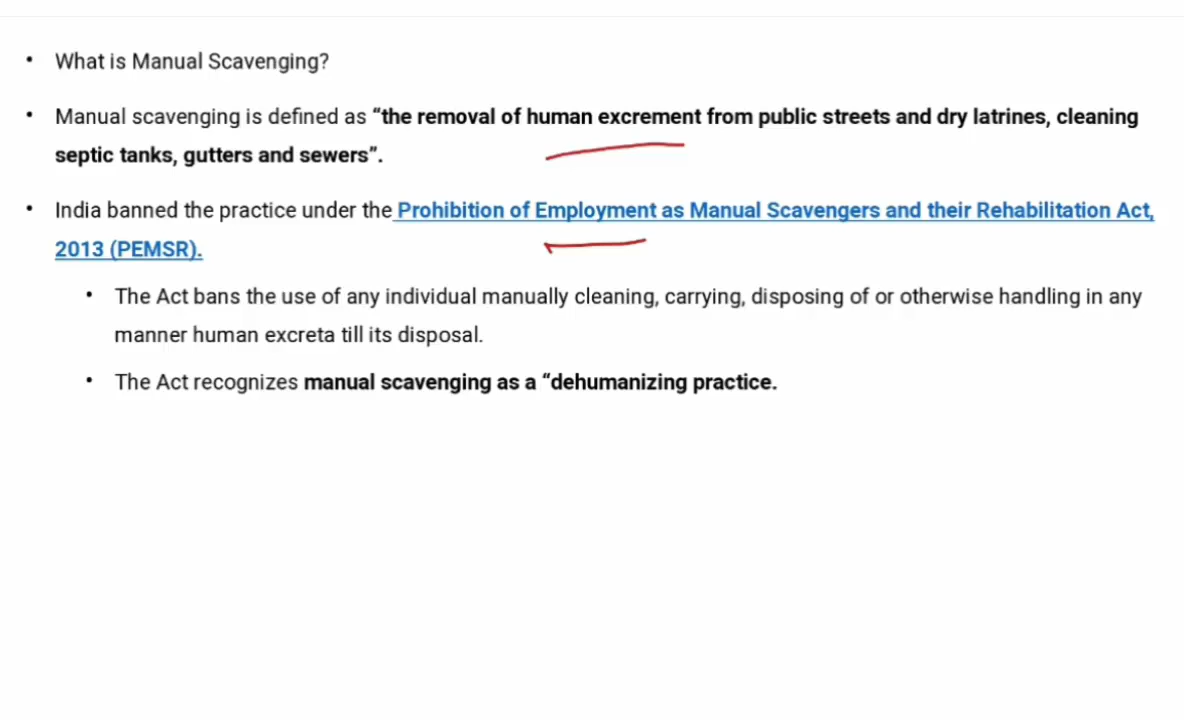 • What is Manual Scavenging?
• Manual scavenging is defined as “the removal of human excrement from public streets and dry latrines, cleaning
septic tanks, gutters and sewers”.
• India banned the practice under the Prohibition of Employment as Manual Scavengers and their Rehabilitation Act,
2013 (PEMSR).
• The Act bans the use of any individual manually cleaning, carrying, disposing of or otherwise handling in any
manner human excreta till its disposal.
• The Act recognizes manual scavenging as a “dehumanizing practice.